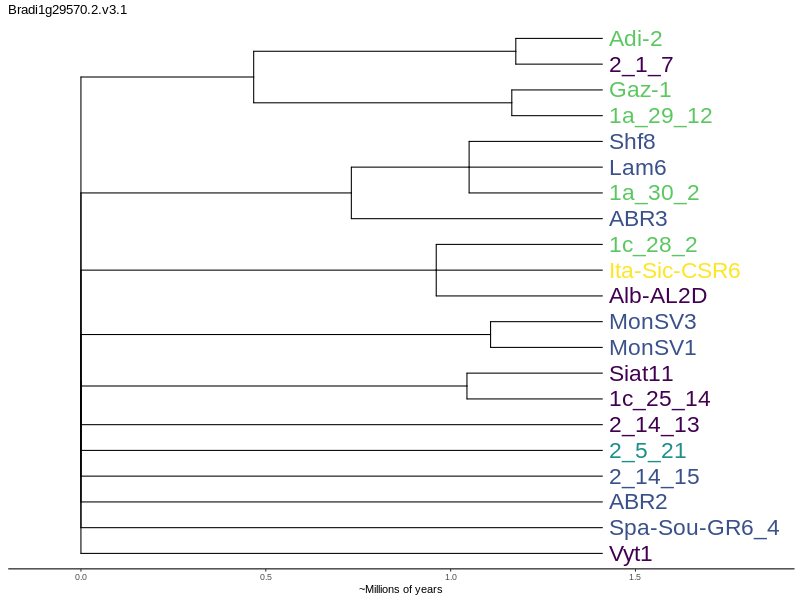 Bradi1g29570.2.v3.1
Adi-2
2_1_7
Gaz-1
1a_29_12
Shf8
Lam6
1a_30_2
ABR3
1c_28_2
Ita-Sic-CSR6
Alb-AL2D
MonSV3
MonSV1
Siat11
1c_25_14
2_14_13
2_5_21
2_14_15
ABR2
Spa-Sou-GR6_4
Vyt1
0.0 0.5 1.0 1.5
~Millions of years